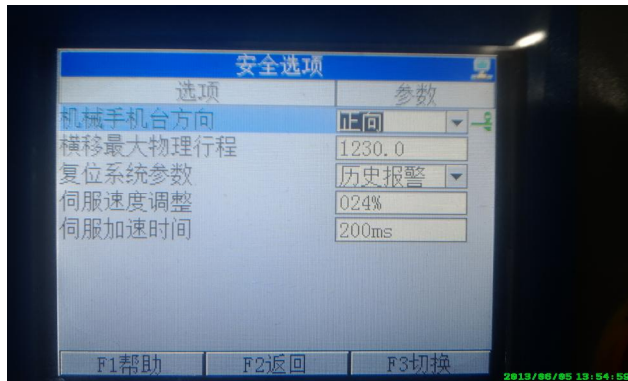 安全选项
选项 参数
机械手机台方向 正向
横移最大物理行程 1230.0
复位系统参数 历史报警
伺服速度调整 024%
伺服加速时间 200ms
F1帮助 F2返回 F3切换
2013/06/05 13:54:59